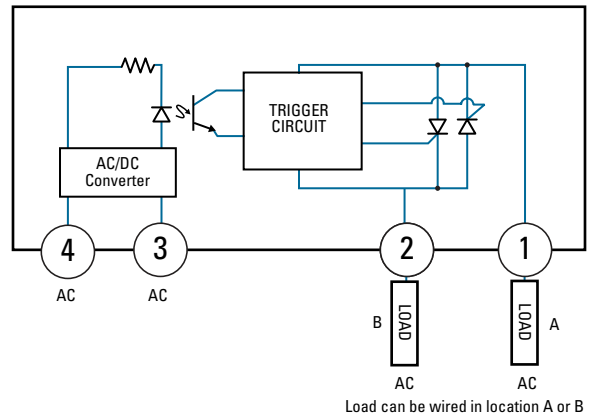 TRIGGER
CIRCUIT
AC/DC
Converter
4
3
2
1
AC
AC
B
LOAD
LOAD
A
AC
AC
Load can be wired in location A or B